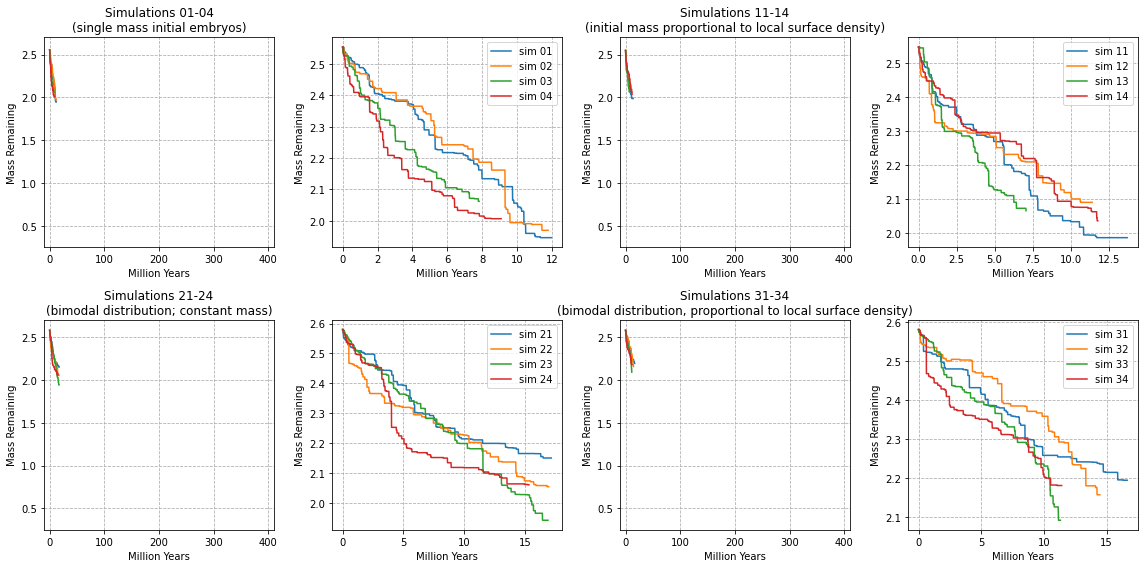 Simulations 01-04
(single mass initial embryos)
Mass Remaining
2.5
2.0
1.5
1.0
0.5
0 100 200 300 400
Million Years
Mass Remaining
2.5
2.4
2.3
2.2
2.1
2.0
0 2 4 6 8 10 12
Million Years
sim 01
sim 02
sim 03
sim 04
Simulations 11-14
(initial mass proportional to local surface density)
Mass Remaining
2.5
2.0
1.5
1.0
0.5
0 100 200 300 400
Million Years
Mass Remaining
2.5
2.4
2.3
2.2
2.1
2.0
0.0 2.5 5.0 7.5 10.0 12.5
Million Years
sim 11
sim 12
sim 13
sim 14
Simulations 21-24
(bimodal distribution; constant mass)
Mass Remaining
2.5
2.0
1.5
1.0
0.5
0 100 200 300 400
Million Years
Mass Remaining
2.6
2.5
2.4
2.3
2.2
2.1
2.0
0 5 10 15
Million Years
sim 21
sim 22
sim 23
sim 24
Simulations 31-34
(bimodal distribution, proportional to local surface density)
Mass Remaining
2.5
2.0
1.5
1.0
0.5
0 100 200 300 400
Million Years
Mass Remaining
2.6
2.5
2.4
2.3
2.2
2.1
0 5 10 15
Million Years
sim 31
sim 32
sim 33
sim 34